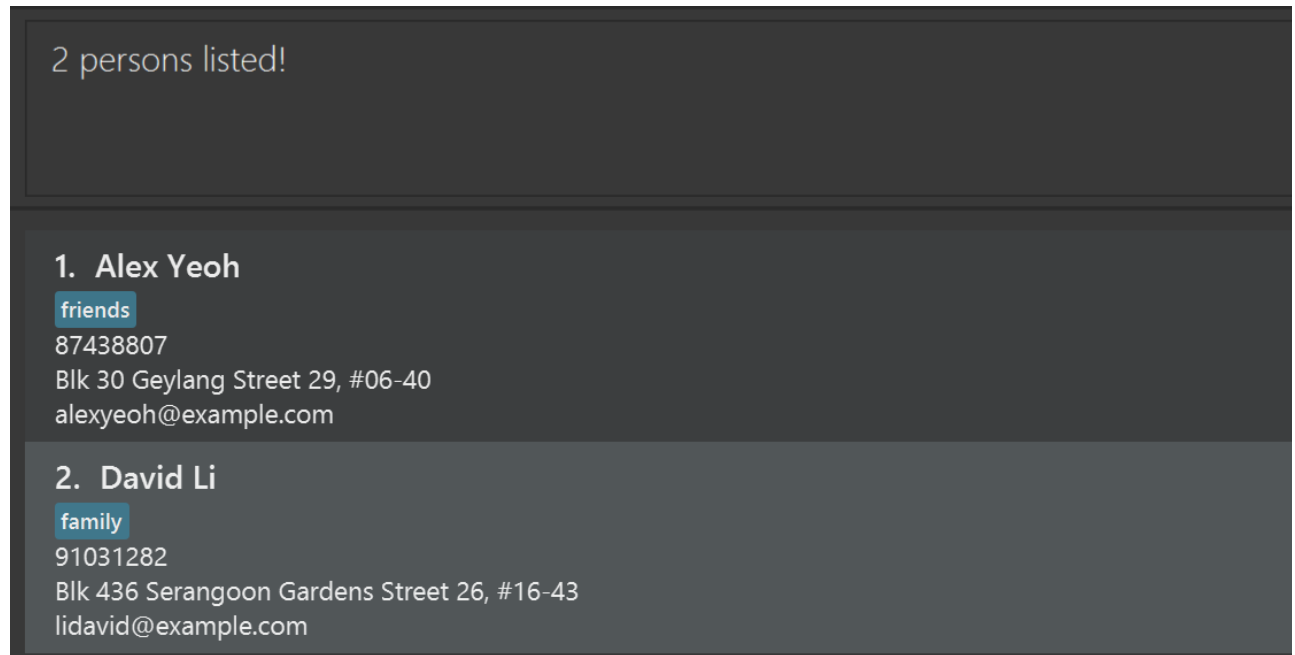 2 persons listed!
1. Alex Yeoh
friends
87438807
Blk 30 Geylang Street 29, #06-40
alexyeoh@example.com
2. David Li
family
91031282
Blk 436 Serangoon Gardens Street 26, #16-43
lidavid@example.com